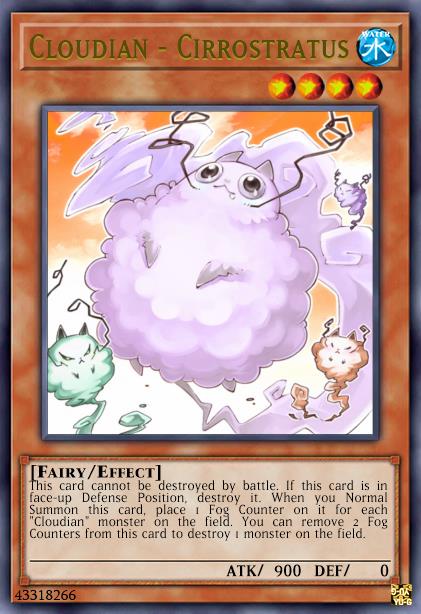 CLOUDIAN - CIRROSTRATUS
WATER
水
[FAIRY/EFFECT]
This card cannot be destroyed by battle. If this card is in
face-up Defense Position, destroy it. When you Normal
Summon this card, place 1 Fog Counter on it for each
"Cloudian" monster on the field. You can remove 2 Fog
Counters from this card to destroy 1 monster on the field.
ATK/ 900 DEF/ 0
43318266